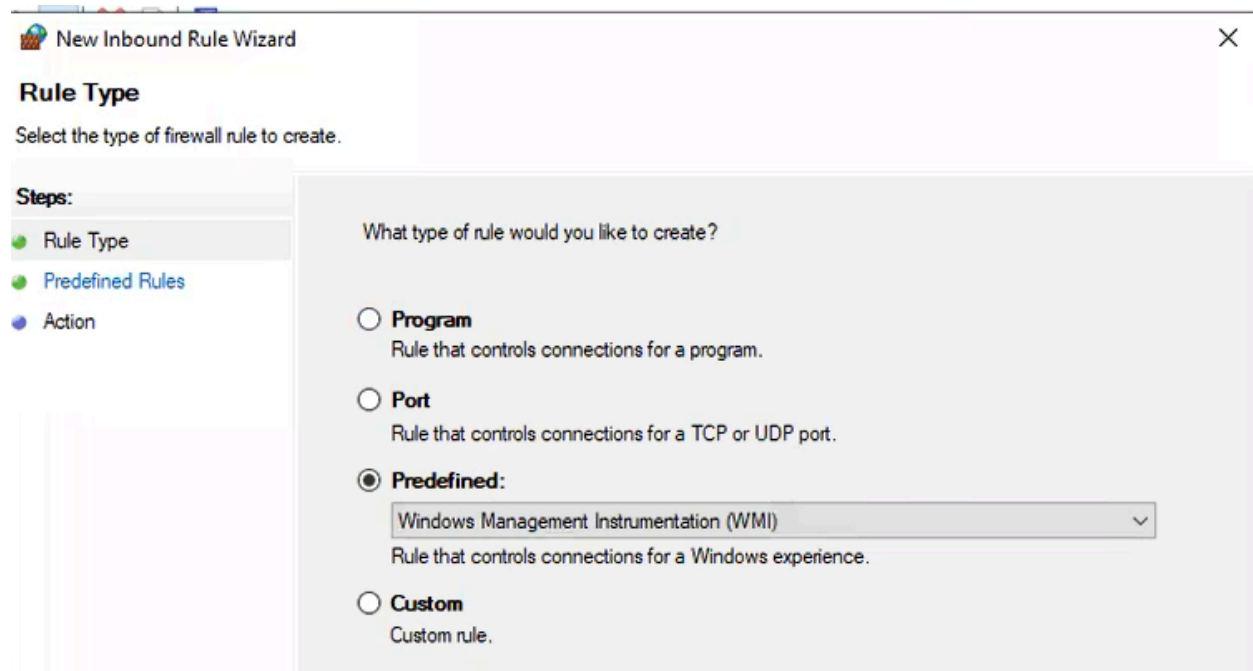 New Inbound Rule Wizard
Rule Type
Select the type of firewall rule to create.
Steps:
Rule Type
Predefined Rules
Action
What type of rule would you like to create?
Program
Rule that controls connections for a program.
Port
Rule that controls connections for a TCP or UDP port.
Predefined:
Windows Management Instrumentation (WMI)
Rule that controls connections for a Windows experience.
Custom
Custom rule.